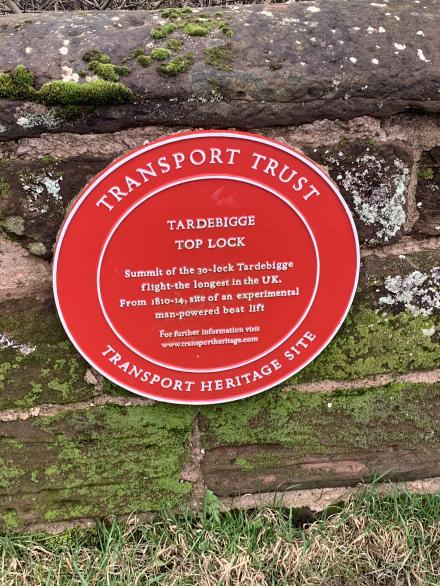 TRANSPORT TRUST
TARDEBIGGE
TOP LOCK
Summit of the 30-lock Tardebigge
flight-the longest in the UK.
From 1810-14, site of an experimental
man-powered boat lift
For further information visit
www.transportheritage.com
TRANSPORT HERITAGE SITE